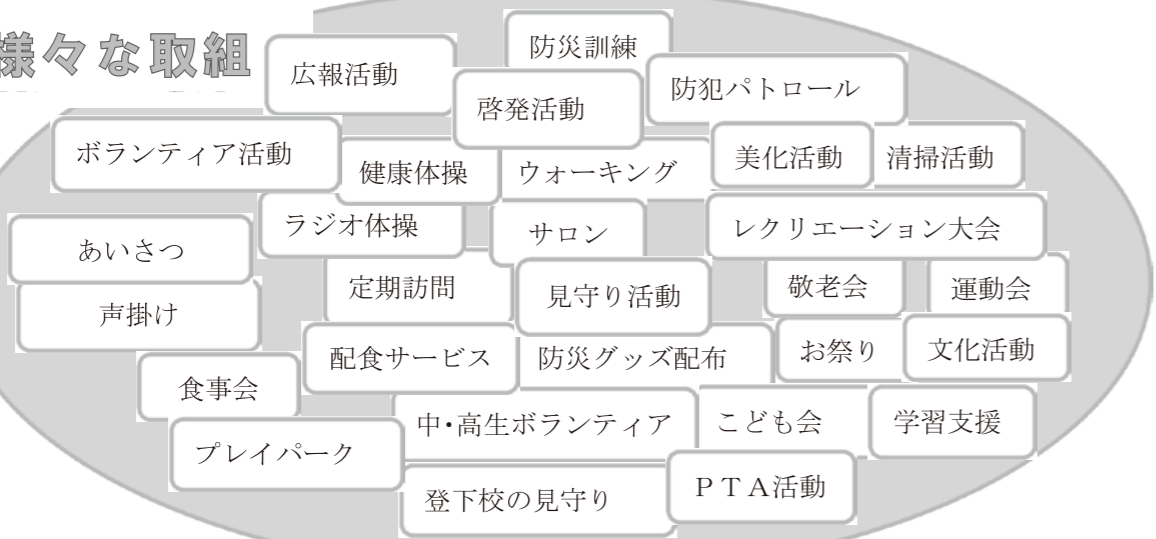 様々な取組
防災訓練
広報活動
防犯パトロール
啓発活動
ボランティア活動
健康体操
ウォーキング
美化活動
清掃活動
ラジオ体操
サロン
レクリエーション大会
あいさつ
定期訪問
見守り活動
敬老会
運動会
声掛け
配食サービス
防災グッズ配布
お祭り
文化活動
食事会
中・高生ボランティア
こども会
学習支援
プレイパーク
登下校の見守り
ＰＴＡ活動